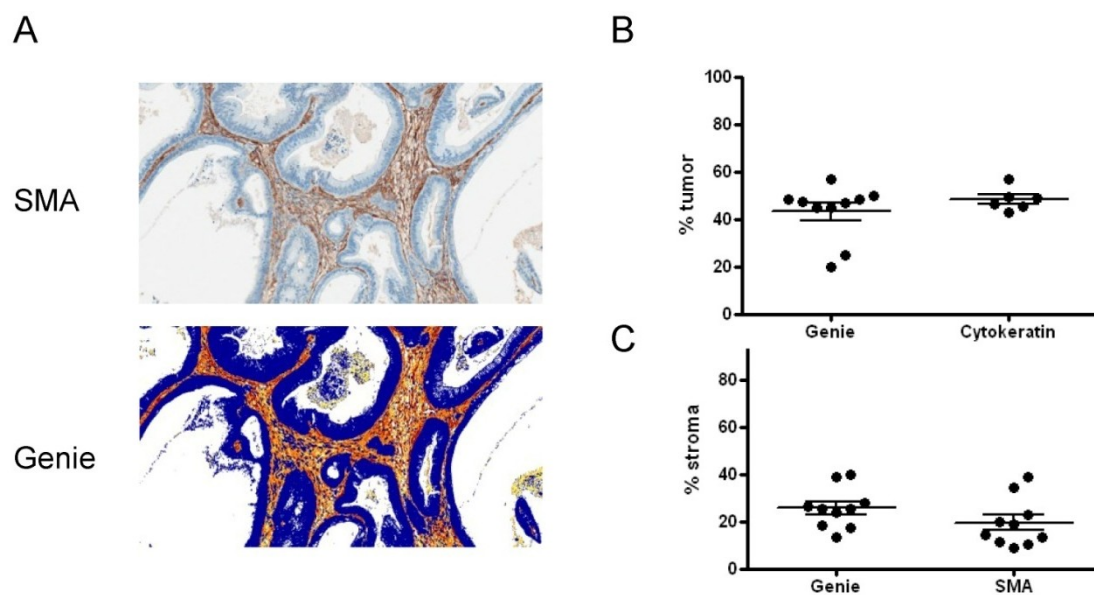 A
SMA
Genie
B
100
80
60
40
20
0
% tumor
Genie
Cytokeratin
C
80
60
40
20
0
% stroma
Genie
SMA